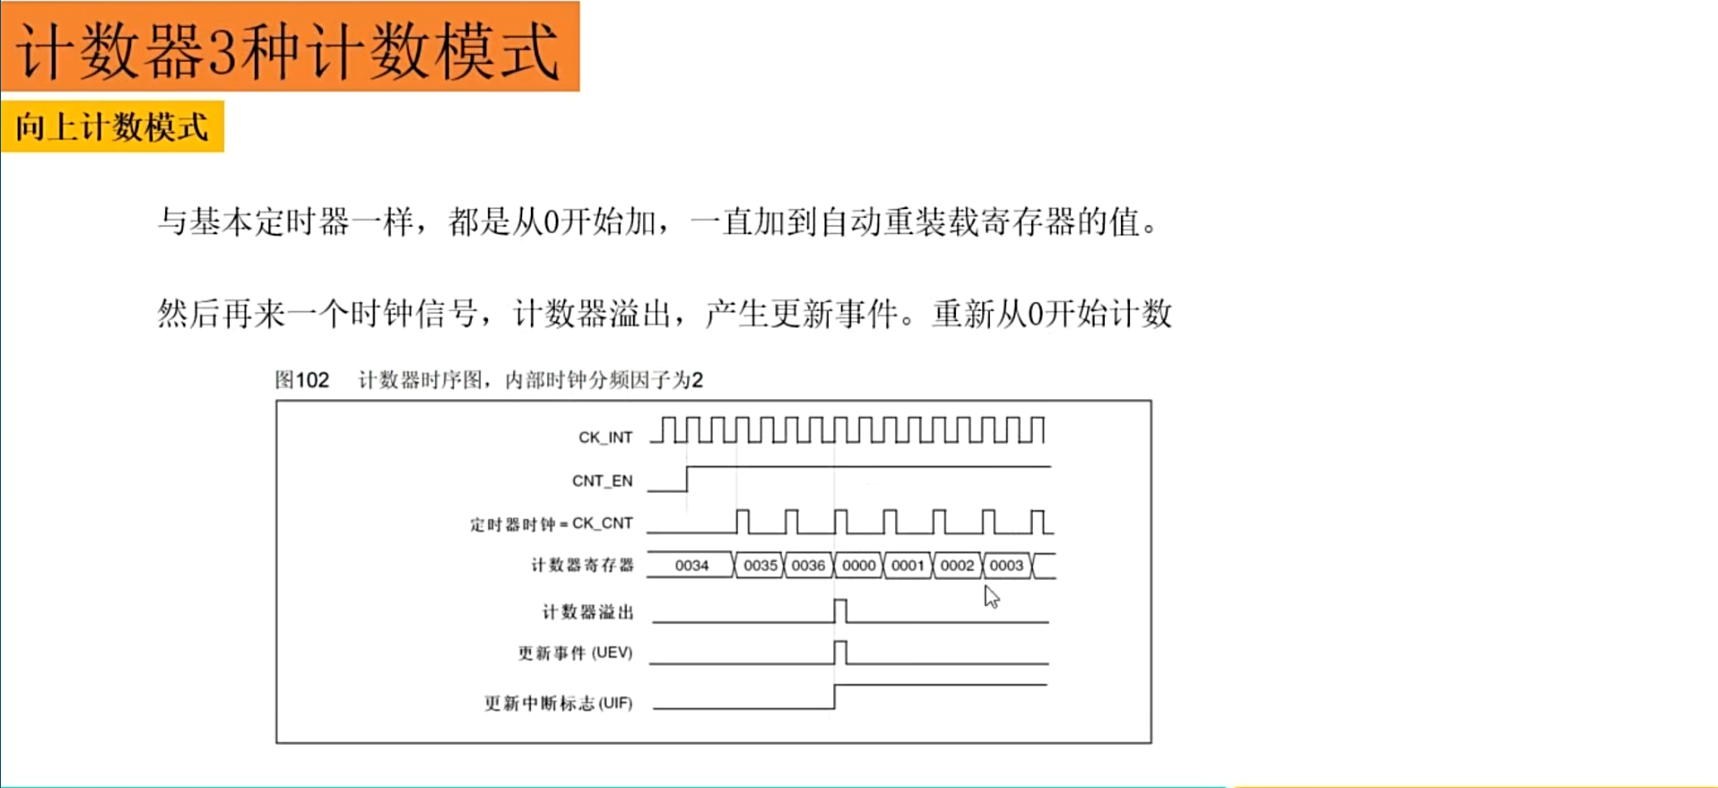 计数器3种计数模式
向上计数模式
与基本定时器一样，都是从0开始加，一直加到自动重装载寄存器的值。
然后再来一个时钟信号，计数器溢出，产生更新事件。重新从0开始计数
图102 计数器时序图，内部时钟分频因子为2
CK_INT
CNT_EN
定时器时钟=CK_CNT
计数器寄存器 0034 0035 0036 0000 0001 0002 0003
计数器溢出
更新事件(UEV)
更新中断标志(UIF)